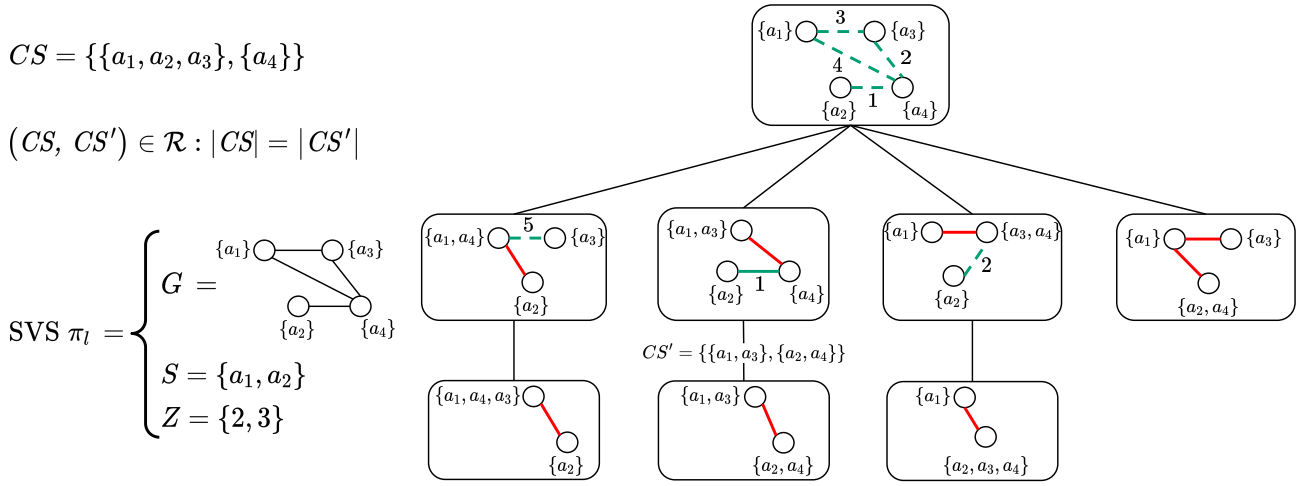 CS = {{a₁, a₂, a₃}, {a₄}}
(CS, CS′) ∈ ℛ : |CS| = |CS′|
SVS πₗ =
G =
{a₁}
{a₃}
{a₂}
{a₄}
S = {a₁, a₂}
Z = {2, 3}
{a₁}
3
{a₃}
4
2
1
{a₂}
{a₄}
{a₁, a₄}
5
{a₃}
{a₂}
{a₁, a₃}
{a₂}
1
{a₄}
{a₁}
{a₃, a₄}
2
{a₂}
{a₁}
{a₃}
{a₂, a₄}
CS′ = {{a₁, a₃}, {a₂, a₄}}
{a₁, a₄, a₃}
{a₂}
{a₁, a₃}
{a₂, a₄}
{a₁}
{a₂, a₃, a₄}